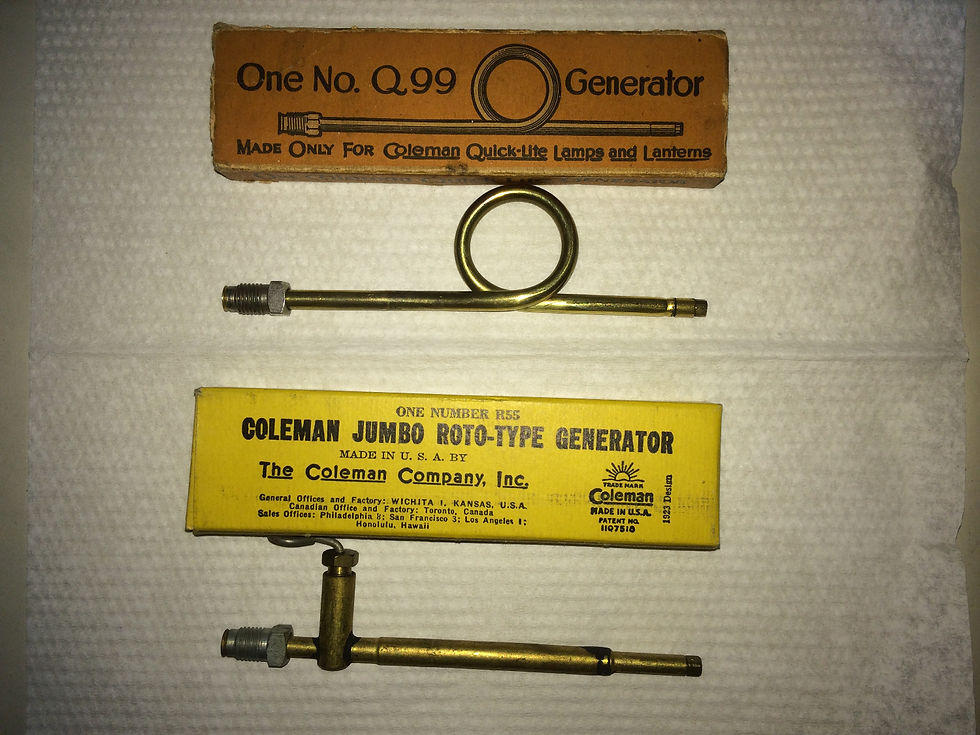 One No. Q.99 Generator
MADE ONLY FOR Coleman Quick-Lite Lamps and Lanterns
ONE NUMBER R55
COLEMAN JUMBO ROTO-TYPE GENERATOR
MADE IN U. S. A. BY
The Coleman Company, Inc.
General Offices and Factory: WICHITA 1, KANSAS, U.S.A.
Canadian Office and Factory: Toronto, Canada
Sales Offices: Philadelphia 8; San Francisco 3; Los Angeles 1;
Honolulu, Hawaii
TRADE MARK
Coleman
MADE IN U.S.A.
PATENT NO.
1107518
1923 Design